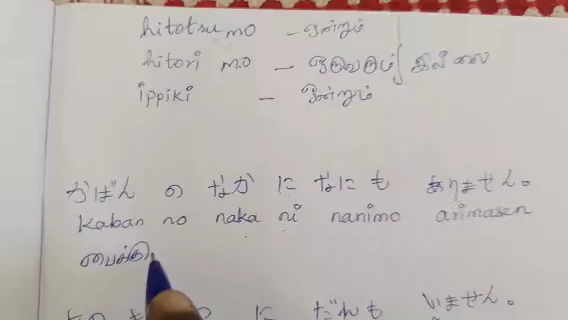 hitotsu mo - ஒன்றும்
hitori mo - ஒருவரும் இல்லை
ippiki - ஒன்றும்
かばん の なか に なにも ありません。
kaban no naka ni nanimo arimasen
பைக்கு
に だれも いません。